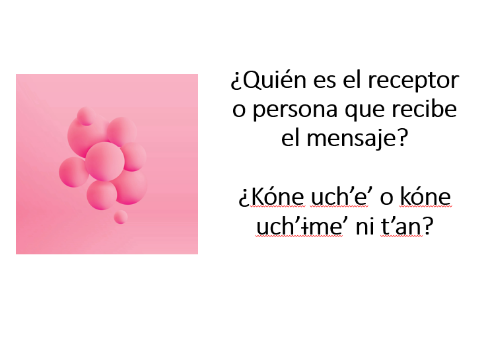 ¿Quién es el receptor
o persona que recibe
el mensaje?
¿Kóne uch’e’ o kóne
uch’ɨme’ ni t’an?